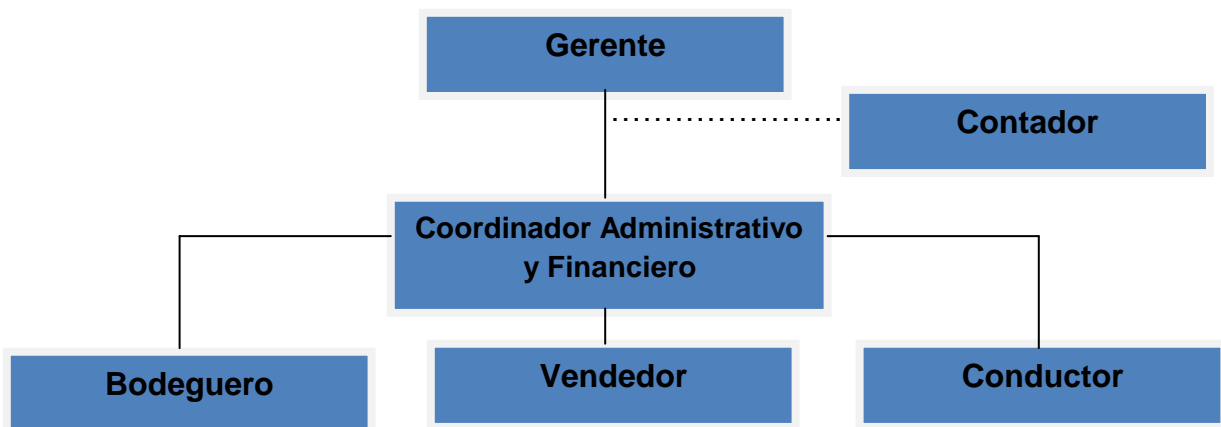 Gerente
Contador
Coordinador Administrativo
y Financiero
Bodeguero
Vendedor
Conductor